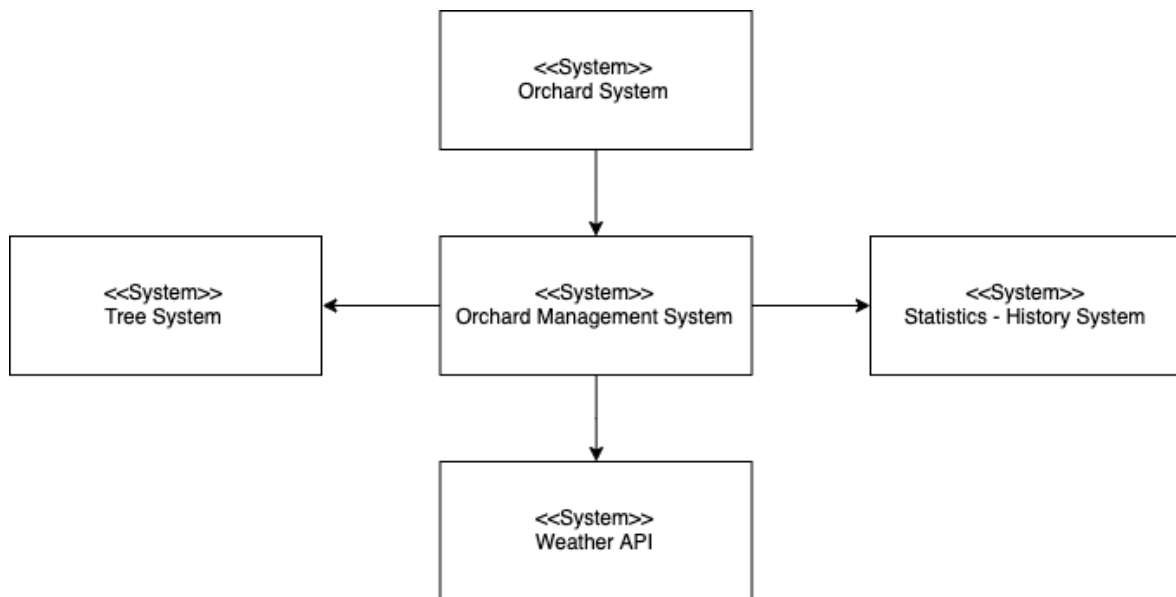 <<System>>
Orchard System
<<System>>
Tree System
<<System>>
Orchard Management System
<<System>>
Statistics - History System
<<System>>
Weather API